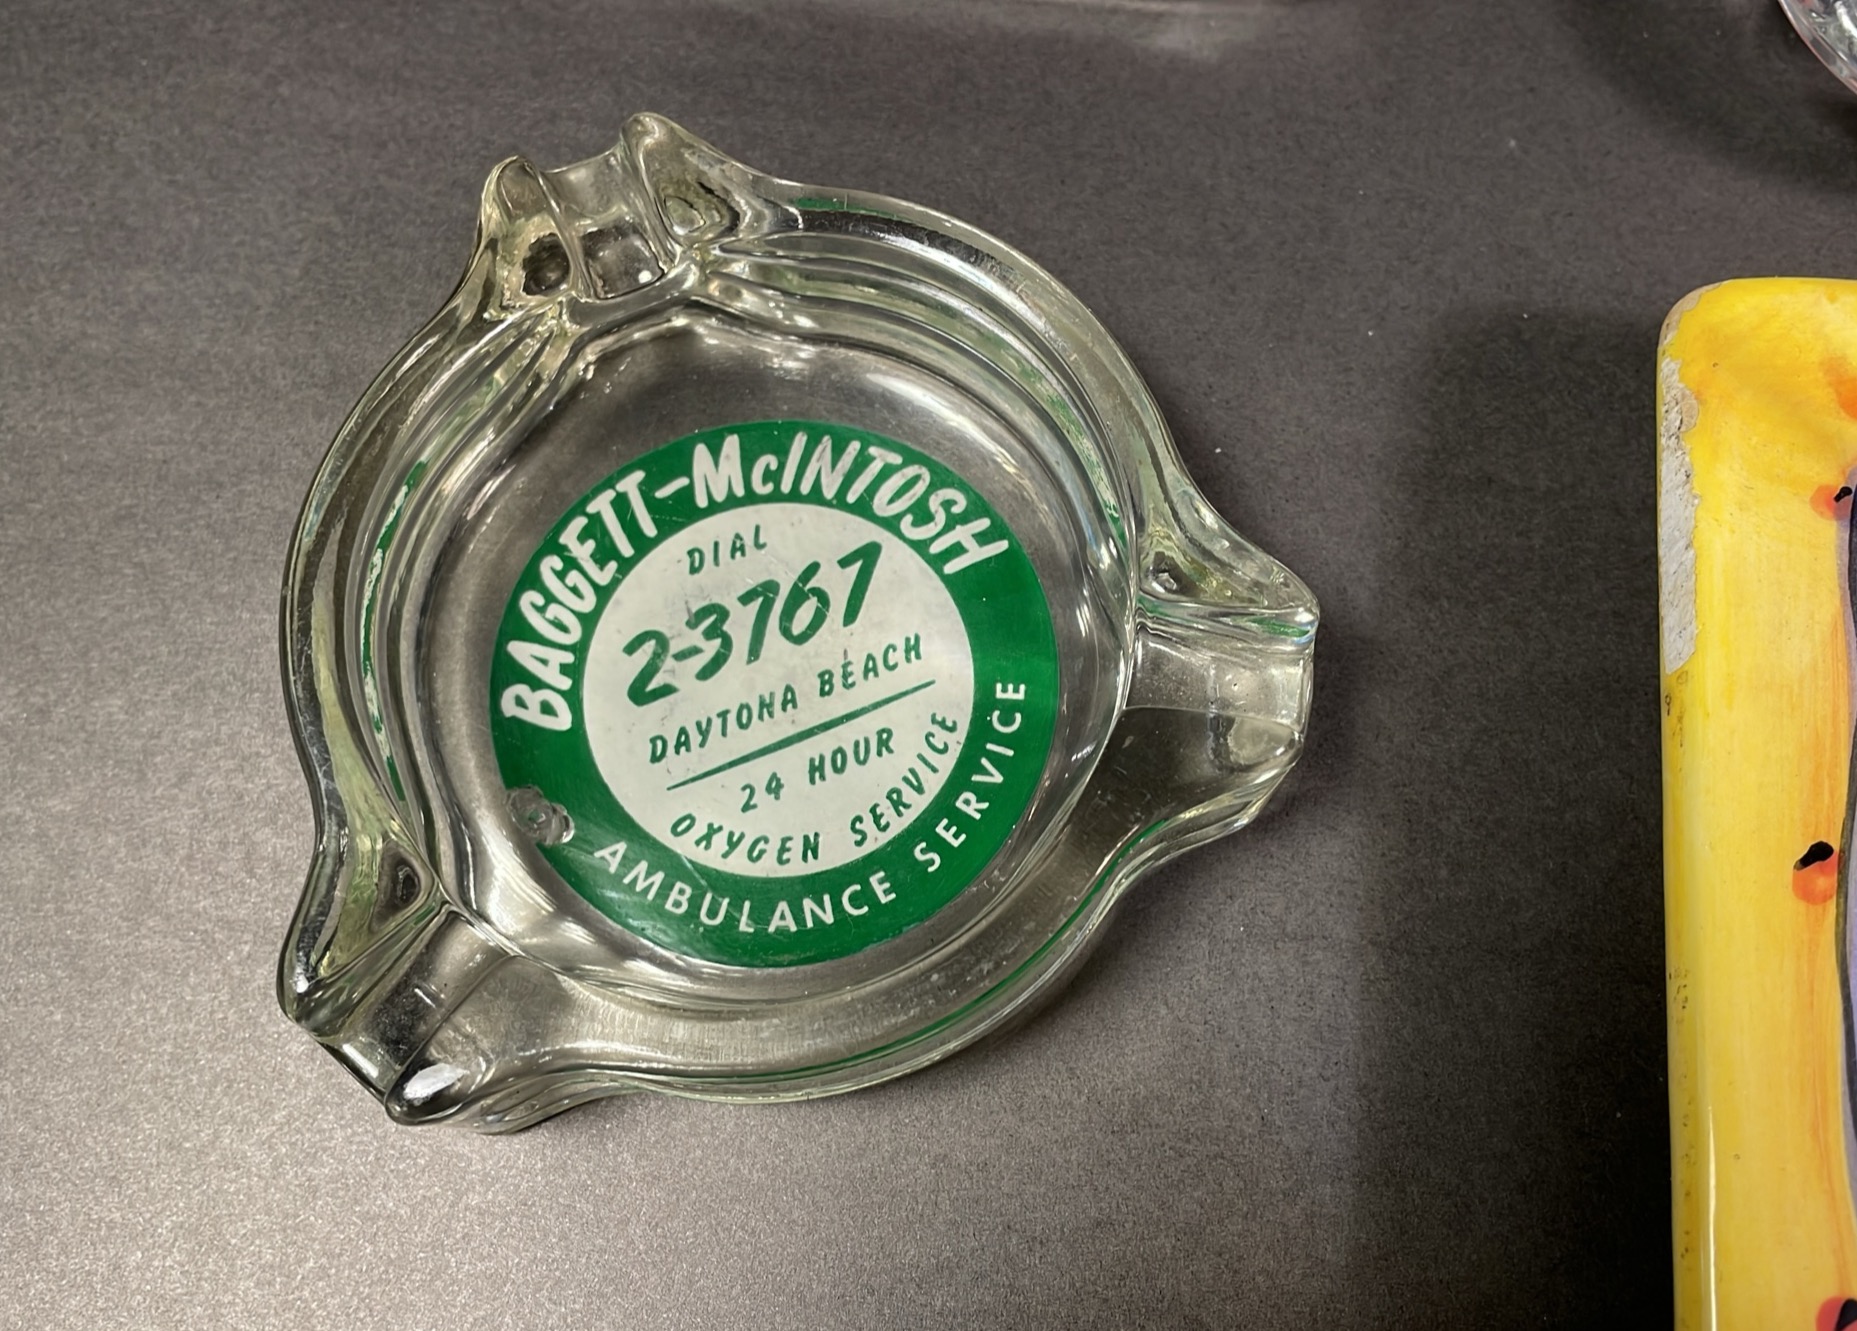 BAGGETT-McINTOSH
DIAL
2-3767
DAYTONA BEACH
24 HOUR
OXYGEN SERVICE
AMBULANCE SERVICE